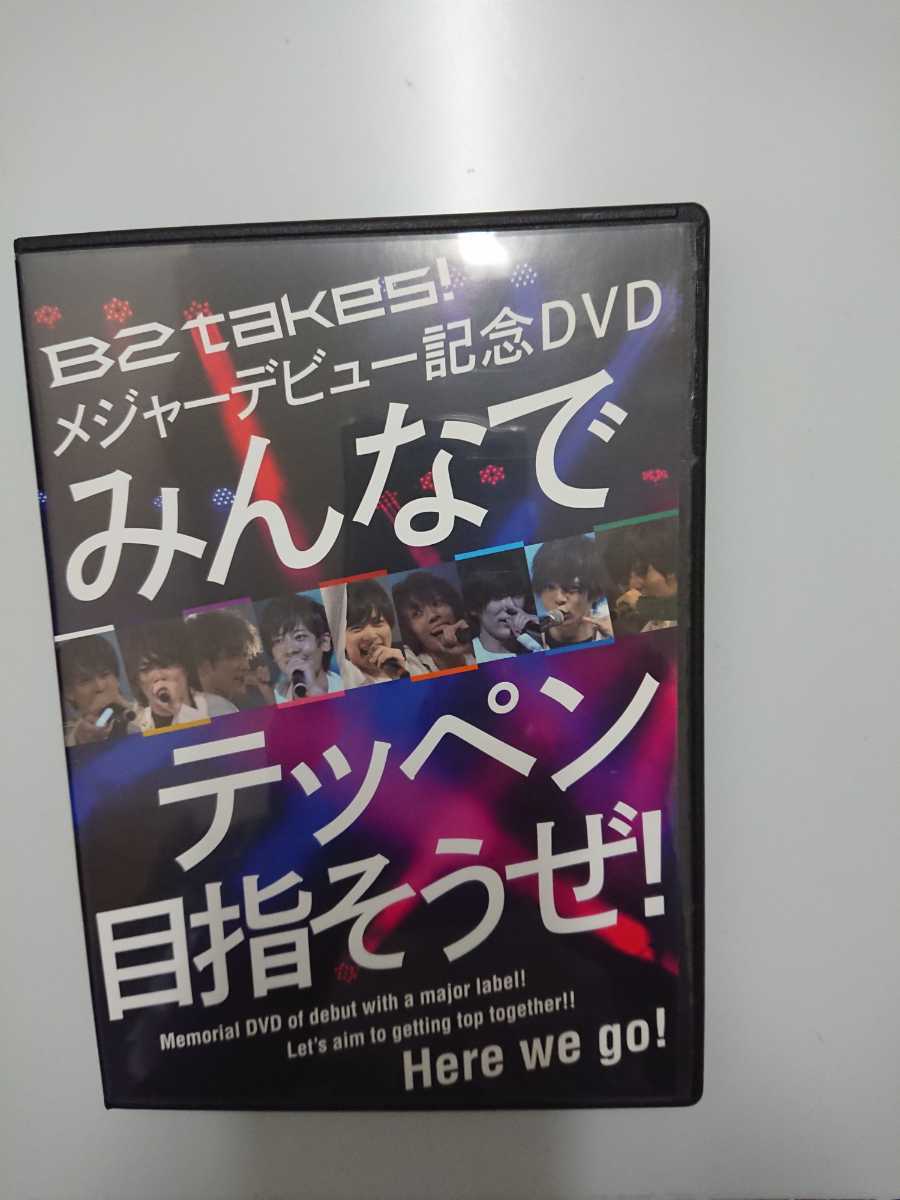 B2takes!
メジャーデビュー記念DVD
みんなで
テッペン
目指そうぜ!
Memorial DVD of debut with a major label!
Let's aim to getting top together!!
Here we go!